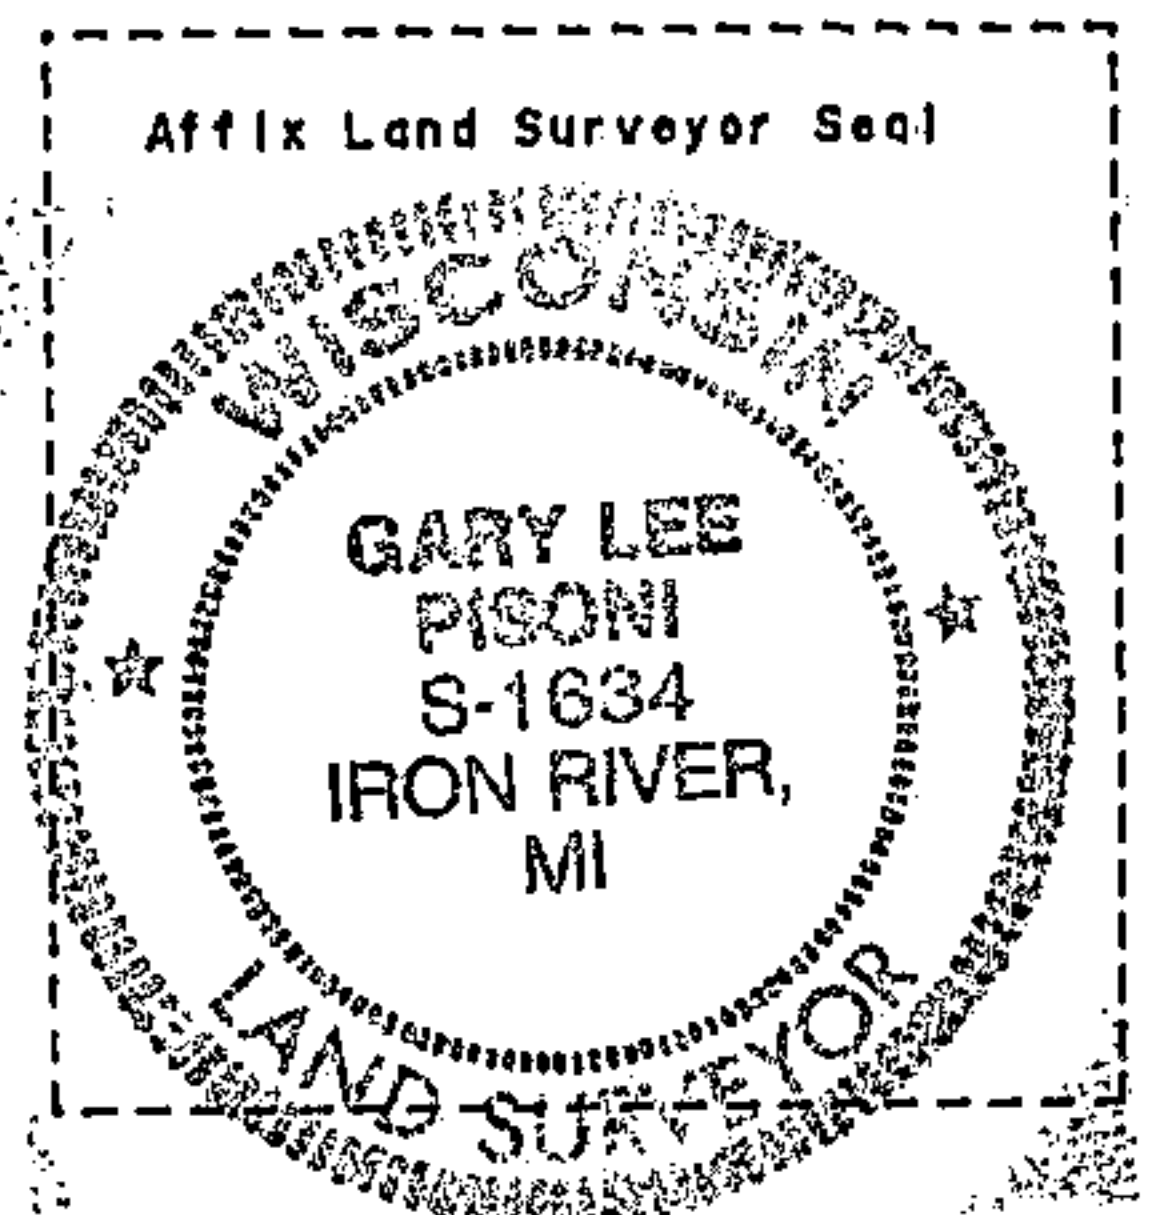 Affix Land Surveyor Seal
WISCONSIN
GARY LEE
PISONI
S-1634
IRON RIVER,
MI
LAND SURVEYOR